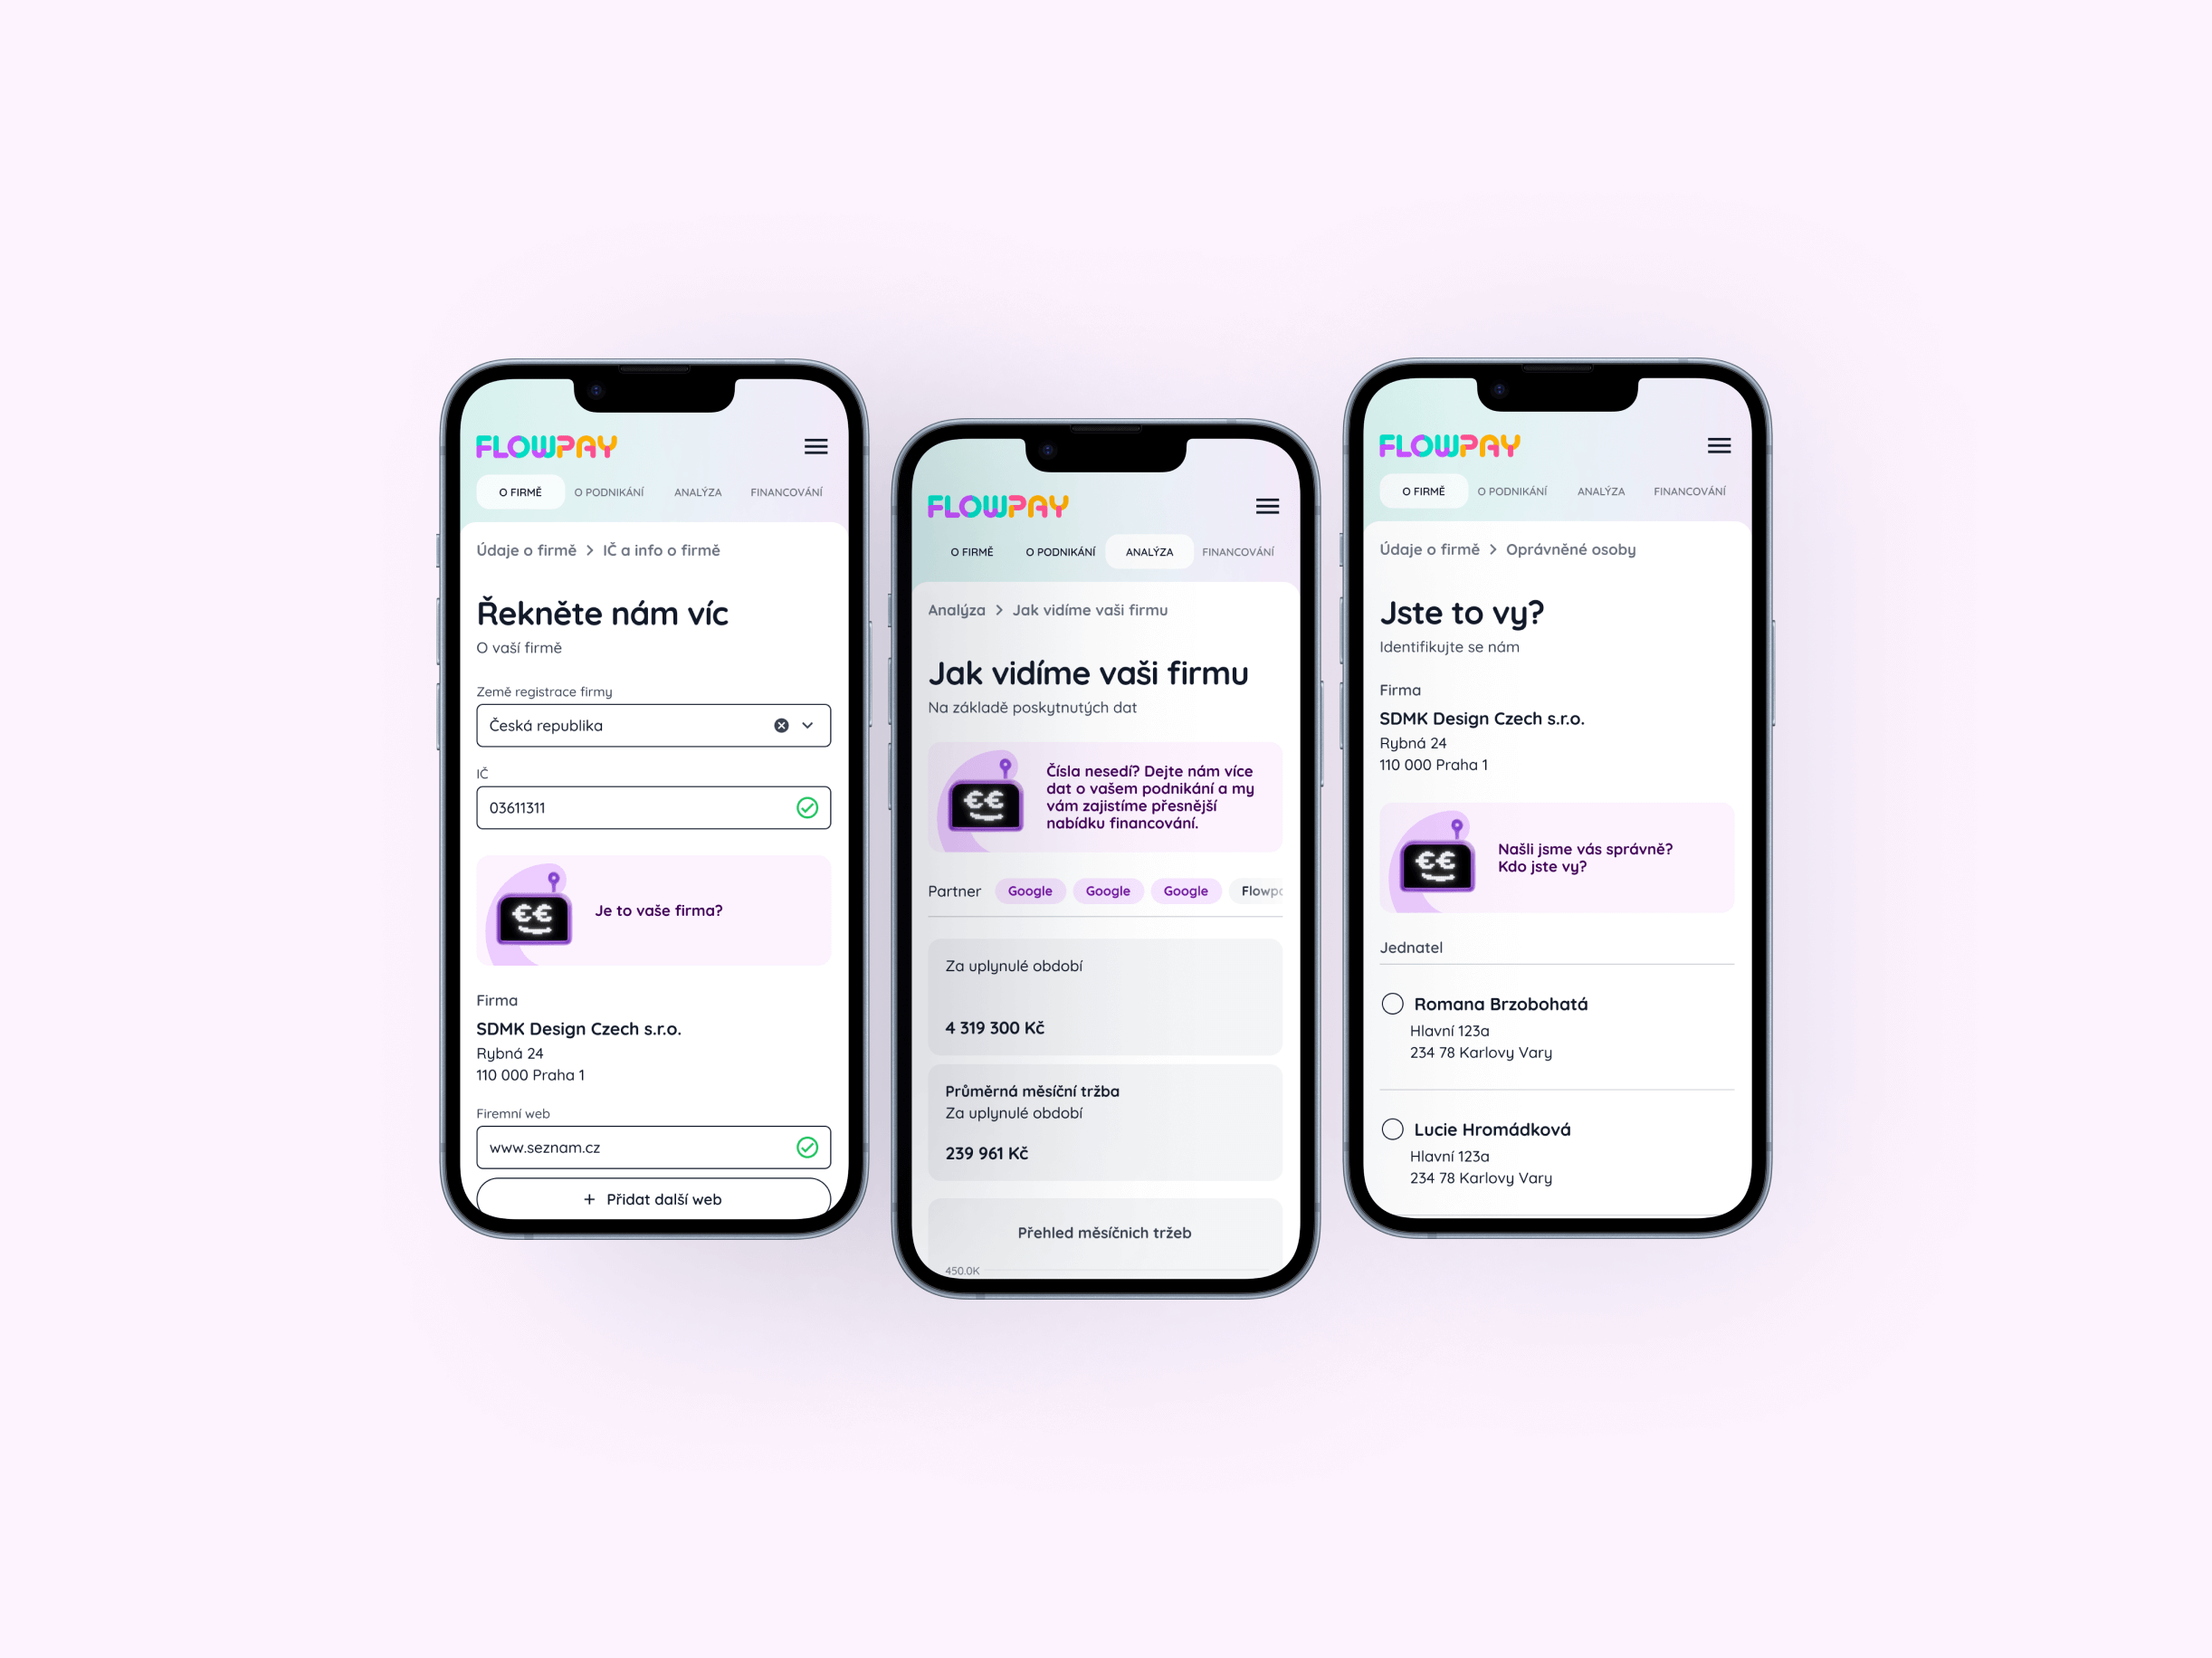 FLOWPAY
O FIRMĚ O PODNIKÁNÍ ANALÝZA FINANCOVÁNÍ
Údaje o firmě > IČ a info o firmě
Řekněte nám víc
O vaší firmě
Země registrace firmy
Česká republika
IČ
03611311
€€
Je to vaše firma?
Firma
SDMK Design Czech s.r.o.
Rybná 24
110 000 Praha 1
Firemní web
www.seznam.cz
+ Přidat další web
FLOWPAY
O FIRMĚ O PODNIKÁNÍ ANALÝZA FINANCOVÁNÍ
Analýza > Jak vidíme vaši firmu
Jak vidíme vaši firmu
Na základě poskytnutých dat
€€
Čísla nesedí? Dejte nám více
dat o vašem podnikání a my
vám zajistíme přesnější
nabídku financování.
Partner Google Google Google
Za uplynulé období
4 319 300 Kč
Průměrná měsíční tržba
Za uplynulé období
239 961 Kč
Přehled měsíčních tržeb
450.0K
FLOWPAY
O FIRMĚ O PODNIKÁNÍ ANALÝZA FINANCOVÁNÍ
Údaje o firmě > Oprávněné osoby
Jste to vy?
Identifikujte se nám
Firma
SDMK Design Czech s.r.o.
Rybná 24
110 000 Praha 1
€€
Našli jsme vás správně?
Kdo jste vy?
Jednatel
Romana Brzobohatá
Hlavní 123a
234 78 Karlovy Vary
Lucie Hromádková
Hlavní 123a
234 78 Karlovy Vary